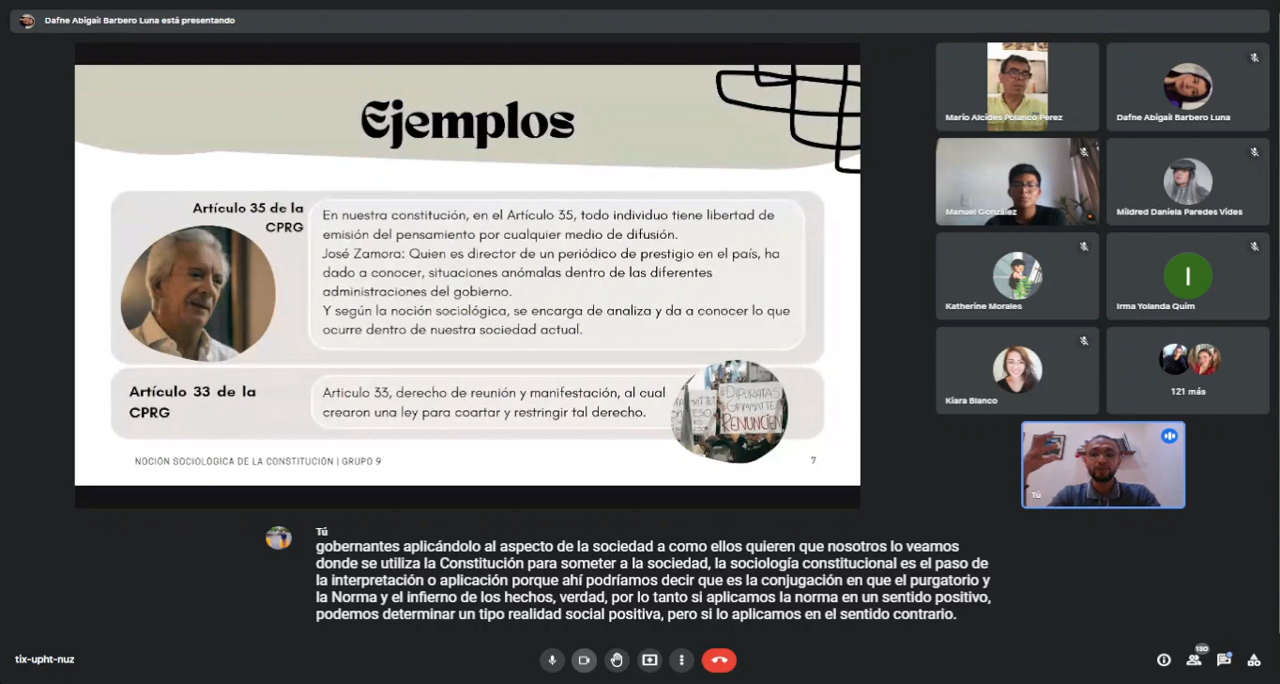 Dafne Abigail Barbero Luna está presentando
Ejemplos
Artículo 35 de la
CPRG
En nuestra constitución, en el Artículo 35, todo individuo tiene libertad de
emisión del pensamiento por cualquier medio de difusión.
José Zamora: Quien es director de un periódico de prestigio en el país, ha
dado a conocer, situaciones anómalas dentro de las diferentes
administraciones del gobierno.
Y según la noción sociológica, se encarga de analiza y da a conocer lo que
ocurre dentro de nuestra sociedad actual.
Artículo 33 de la
CPRG
Articulo 33, derecho de reunión y manifestación, al cual
crearon una ley para coartar y restringir tal derecho.
RENUNCIEN
NOCIÓN SOCIOLÓGICA DE LA CONSTITUCIÓN | GRUPO 9
7
Mario Alcides Polanco Perez
Dafne Abigail Barbero Luna
Manuel González
Mildred Daniela Paredes Vides
Katherine Morales
I
Irma Yolanda Quim
Kiara Blanco
121 más
Tú
Tú
gobernantes aplicándolo al aspecto de la sociedad a como ellos quieren que nosotros lo veamos
donde se utiliza la Constitución para someter a la sociedad, la sociología constitucional es el paso de
la interpretación o aplicación porque ahí podríamos decir que es la conjugación en que el purgatorio y
la Norma y el infierno de los hechos, verdad, por lo tanto si aplicamos la norma en un sentido positivo,
podemos determinar un tipo realidad social positiva, pero si lo aplicamos en el sentido contrario.
tix-upht-nuz
130